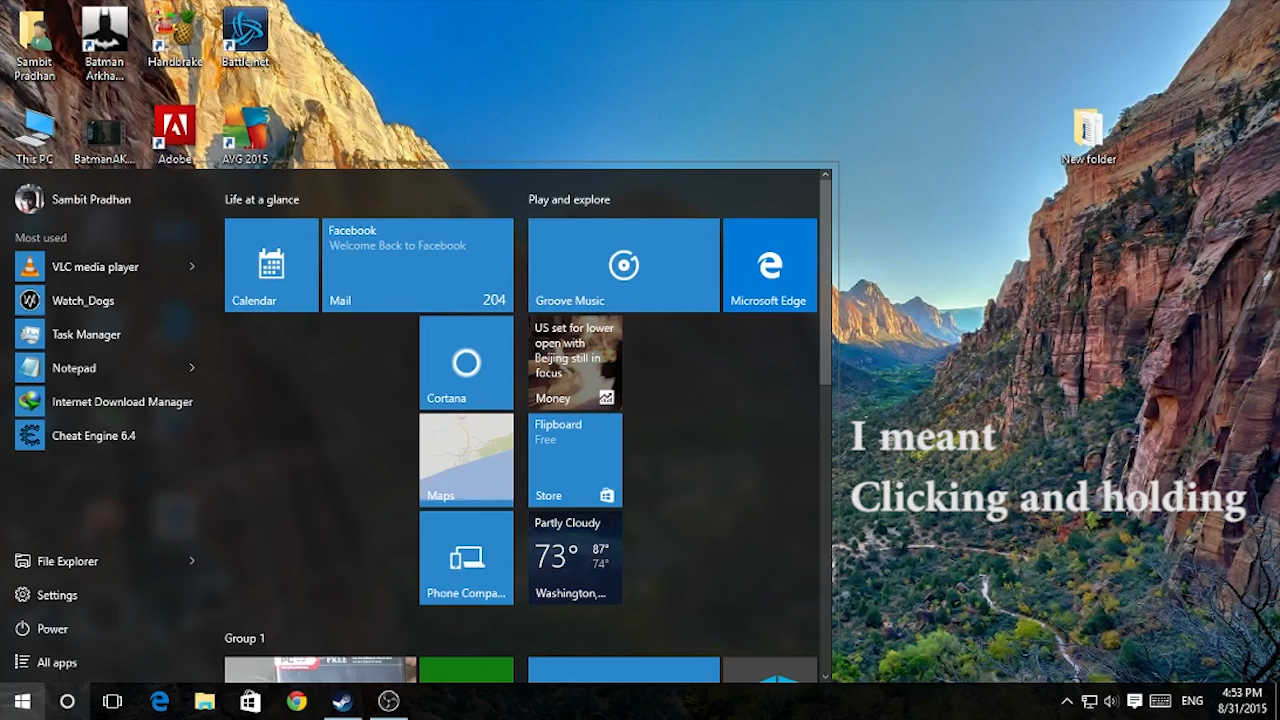 Sambit
Pradhan
Batman
Arkha...
Handbrake
Battle.net
This PC
BatmanAK...
Adobe
AVG 2015
New folder
Sambit Pradhan
Most used
VLC media player
Watch_Dogs
Task Manager
Notepad
Internet Download Manager
Cheat Engine 6.4
File Explorer
Settings
Power
All apps
Life at a glance
Calendar
Facebook
Welcome Back to Facebook
Mail 204
Cortana
Maps
Phone Compa...
Play and explore
Groove Music
Microsoft Edge
US set for lower
open with
Beijing still in
focus
Money
Flipboard
Free
Store
Partly Cloudy
73° 87°
74°
Washington,...
Group 1
PC
FREE
I meant
Clicking and holding
ENG
4:53 PM
8/31/2015